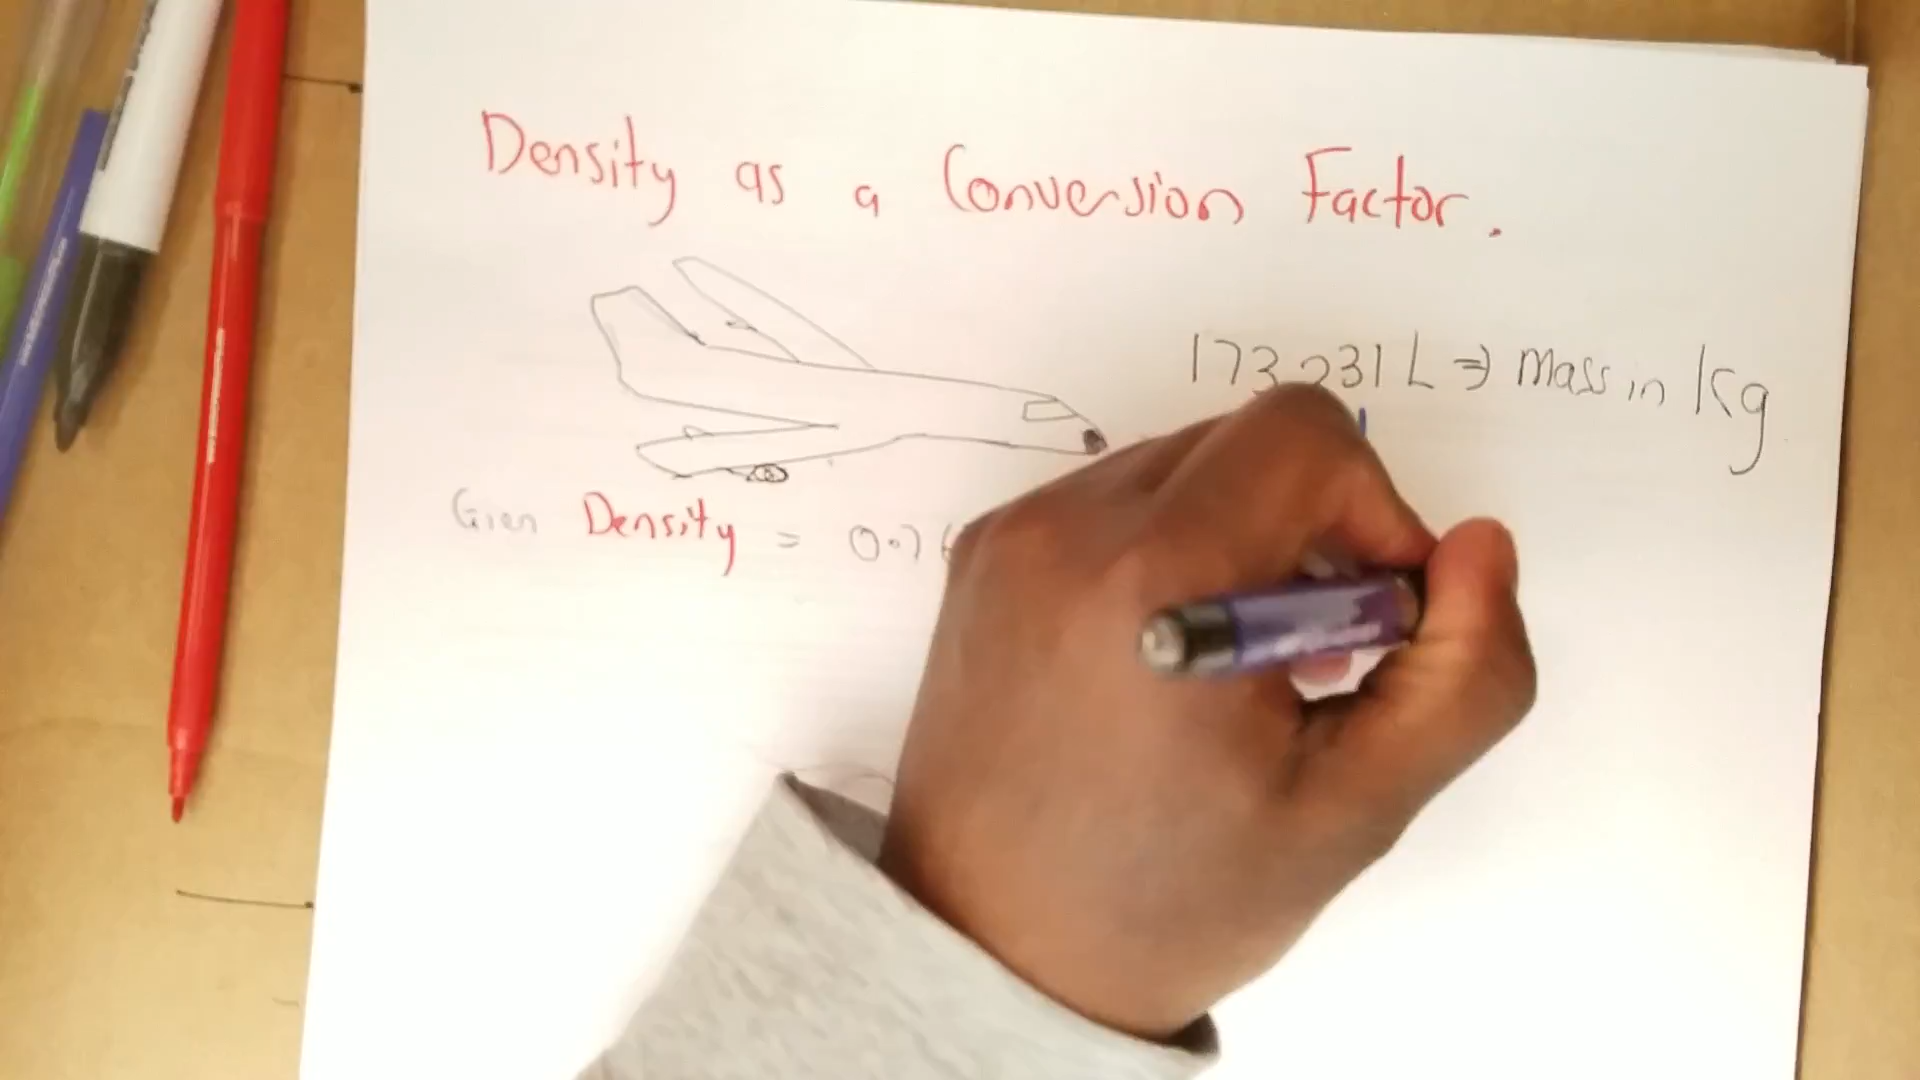 Density as a Conversion Factor.
173,231 L ⇒ Mass in Kg
Given Density = 0.7